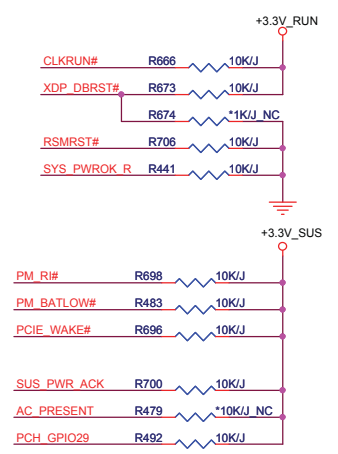 +3.3V_RUN
CLKRUN# R666 10K/J
XDP_DBRST# R673 10K/J
R674 *1K/J_NC
RSMRST# R706 10K/J
SYS_PWROK_R R441 10K/J
+3.3V_SUS
PM_RI# R698 10K/J
PM_BATLOW# R483 10K/J
PCIE_WAKE# R696 10K/J
SUS_PWR_ACK R700 10K/J
AC_PRESENT R479 *10K/J_NC
PCH_GPIO29 R492 10K/J